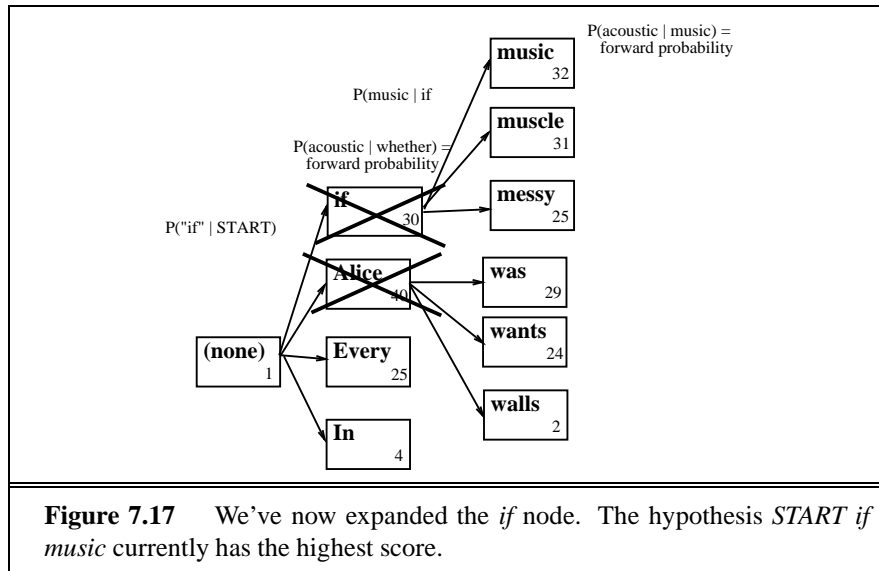 P(acoustic | music) =
forward probability
music
32
P(music | if
muscle
31
P(acoustic | whether) =
forward probability
if
30
messy
25
P("if" | START)
Alice
40
was
29
wants
24
(none)
1
Every
25
walls
2
In
4
Figure 7.17 We've now expanded the if node. The hypothesis START if
music currently has the highest score.